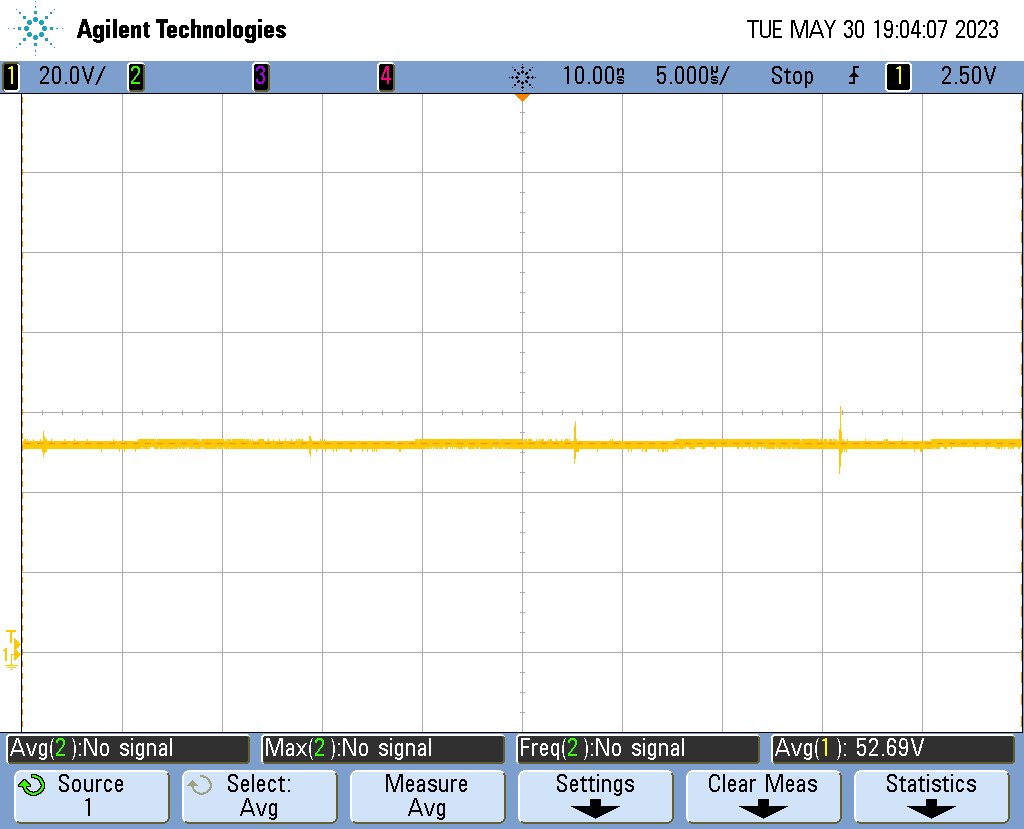 Agilent Technologies
TUE MAY 30 19:04:07 2023
1 20.0V/ 2 3 4 10.00ms 5.000us/ Stop 1 2.50V
T
1
Avg(2 ):No signal Max(2 ):No signal Freq(2 ):No signal Avg(1 ): 52.69V
Source Select: Measure Settings Clear Meas Statistics
1 Avg Avg